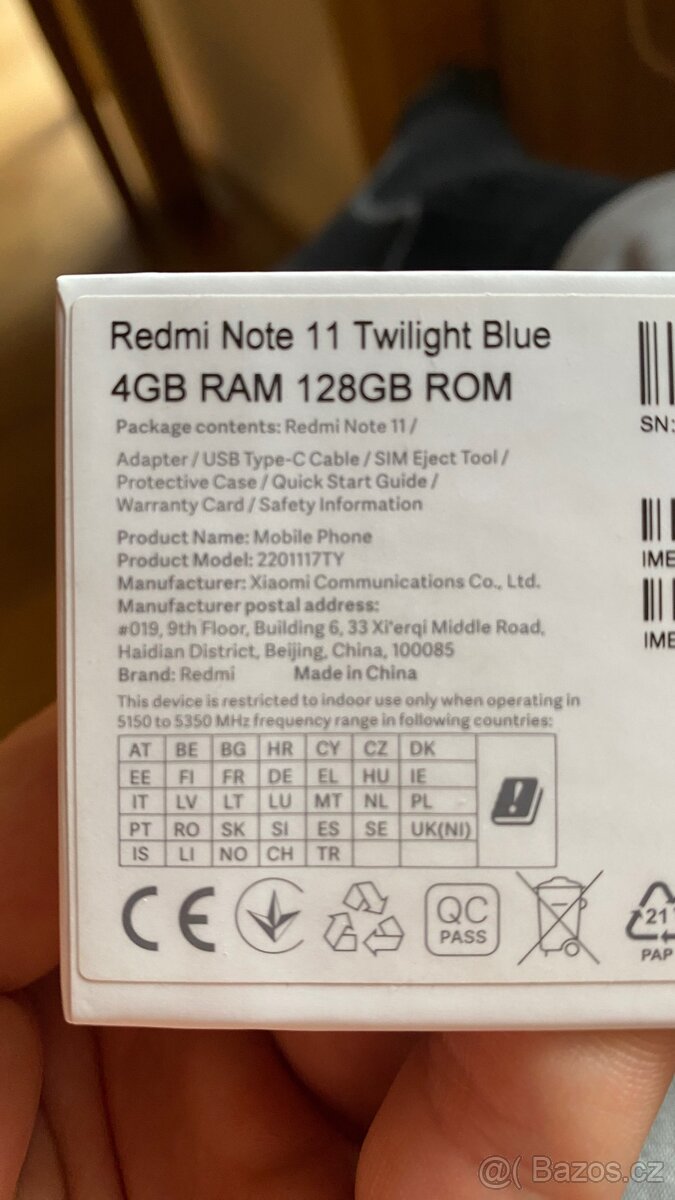 Redmi Note 11 Twilight Blue
4GB RAM 128GB ROM
Package contents: Redmi Note 11 /
Adapter / USB Type-C Cable / SIM Eject Tool /
Protective Case / Quick Start Guide /
Warranty Card / Safety Information
Product Name: Mobile Phone
Product Model: 2201117TY
Manufacturer: Xiaomi Communications Co., Ltd.
Manufacturer postal address:
#019, 9th Floor, Building 6, 33 Xi'erqi Middle Road,
Haidian District, Beijing, China, 100085
Brand: Redmi Made in China
This device is restricted to indoor use only when operating in
5150 to 5350 MHz frequency range in following countries:
AT BE BG HR CY CZ DK
EE FI FR DE EL HU IE
IT LV LT LU MT NL PL
PT RO SK SI ES SE UK(NI)
IS LI NO CH TR
CE
QC
PASS
21
PAP
SN:
IME
IME
@( Bazos.cz